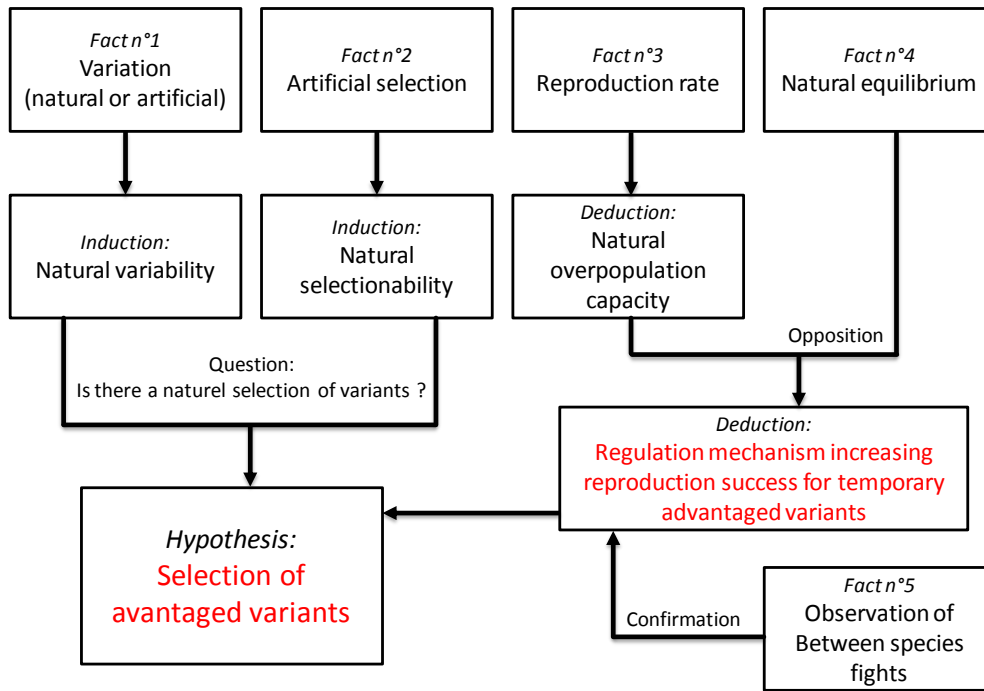 Fact n°1
Variation
(natural or artificial)
Fact n°2
Artificial selection
Fact n°3
Reproduction rate
Fact n°4
Natural equilibrium
Induction:
Natural variability
Induction:
Natural
selectionability
Deduction:
Natural
overpopulation
capacity
Opposition
Question:
Is there a naturel selection of variants ?
Deduction:
Regulation mechanism increasing
reproduction success for temporary
advantaged variants
Hypothesis:
Selection of
avantaged variants
Confirmation
Fact n°5
Observation of
Between species
fights